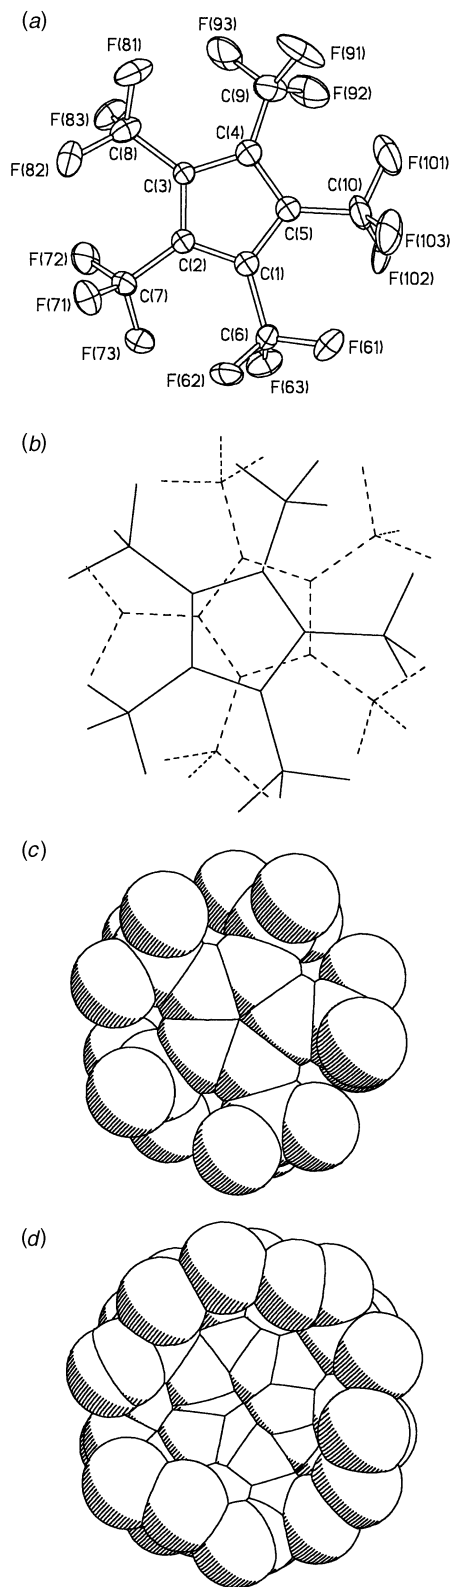 (a)
F(93)
F(91)
F(81)
C(9)
F(92)
F(83)
C(4)
C(8)
F(101)
F(82)
C(3)
C(10)
C(5)
F(103)
F(72)
C(2)
F(102)
C(1)
F(71)
C(7)
C(6)
F(61)
F(73)
F(62)
F(63)
(b)
(c)
(d)